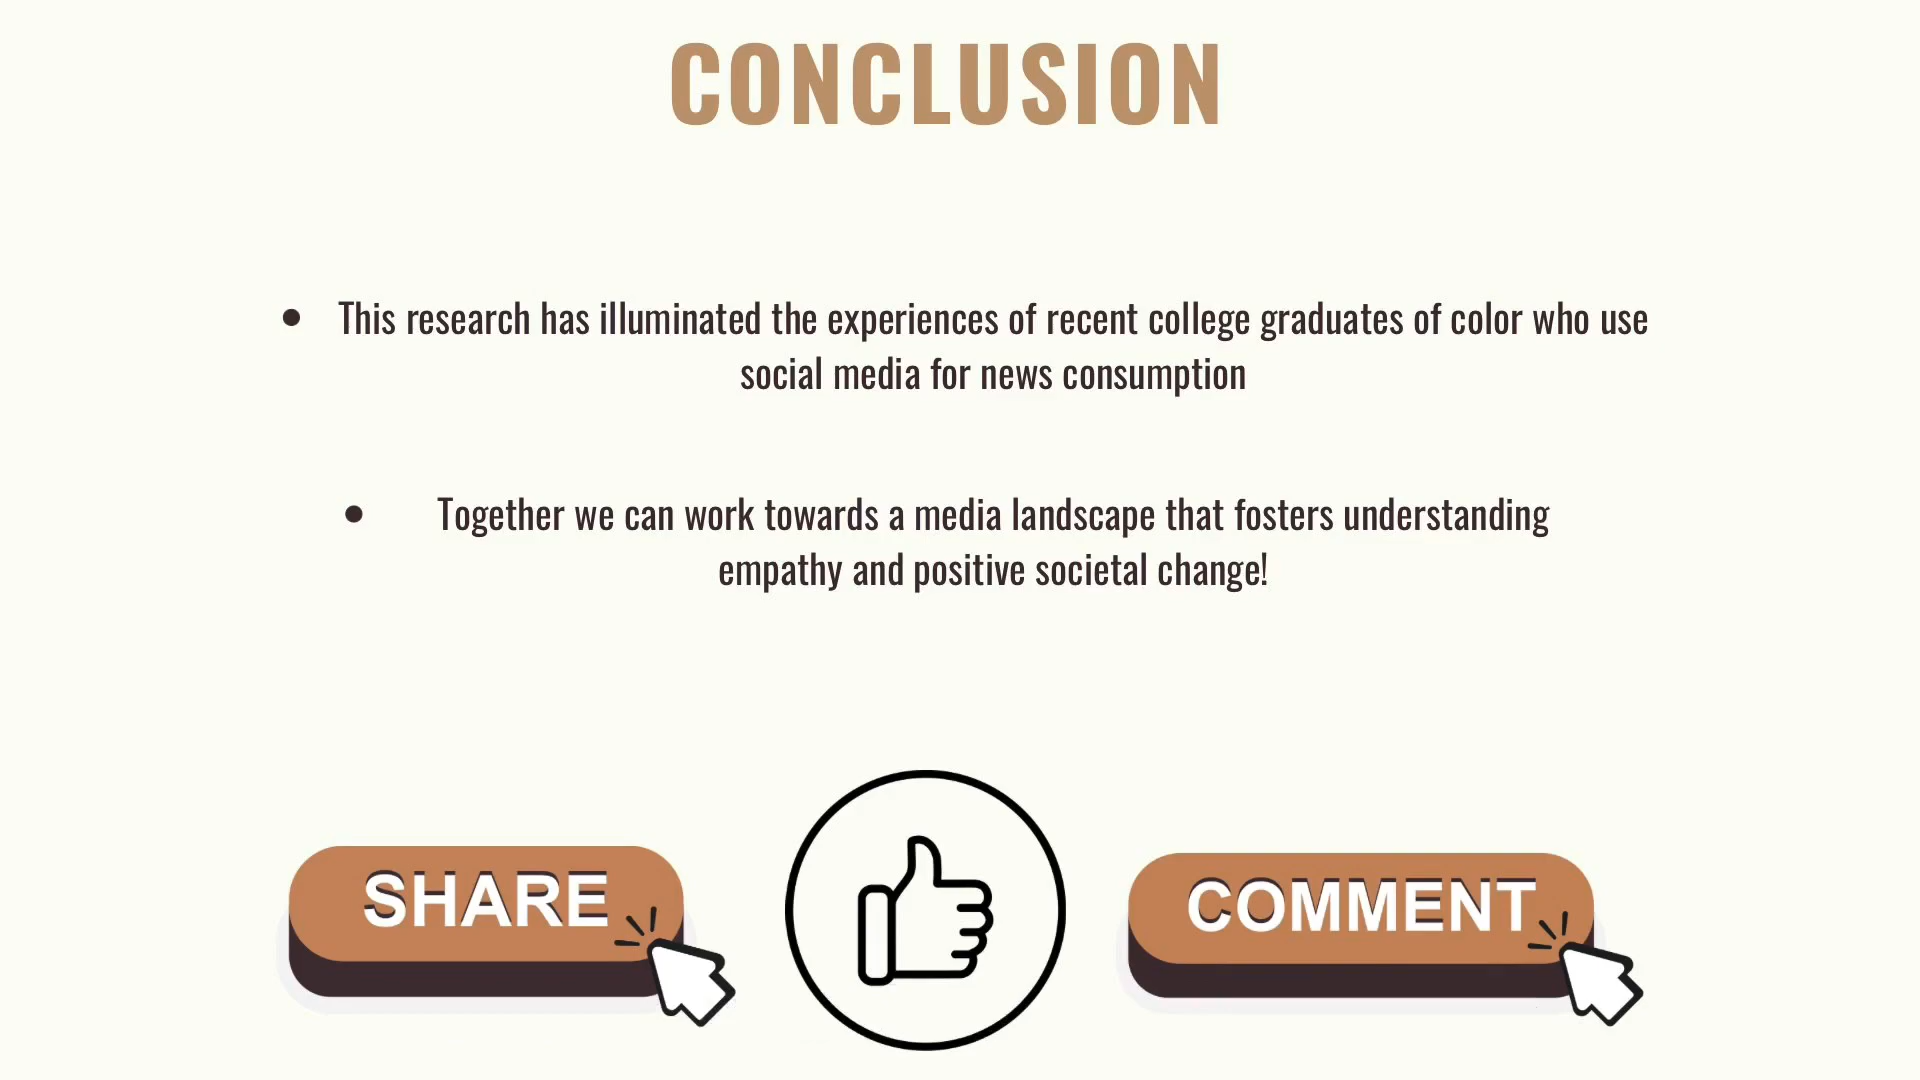 CONCLUSION
• This research has illuminated the experiences of recent college graduates of color who use
social media for news consumption
• Together we can work towards a media landscape that fosters understanding
empathy and positive societal change!
SHARE
COMMENT